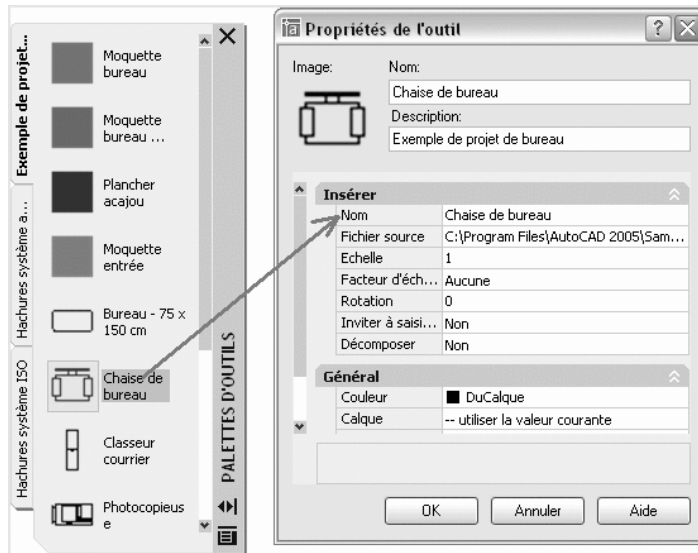 Exemple de projet...
Hachures système a...
Hachures système ISO
Moquette
bureau
Moquette
bureau ...
Plancher
acajou
Moquette
entrée
Bureau - 75 x
150 cm
Chaise de
bureau
Classeur
courrier
Photocopieus
e
PALETTES D'OUTILS
Propriétés de l'outil
Image:
Nom:
Chaise de bureau
Description:
Exemple de projet de bureau
Insérer
Nom Chaise de bureau
Fichier source C:\Program Files\AutoCAD 2005\Sam...
Echelle 1
Facteur d'éch... Aucune
Rotation 0
Inviter à saisi... Non
Décomposer Non
Général
Couleur DuCalque
Calque -- utiliser la valeur courante
OK Annuler Aide